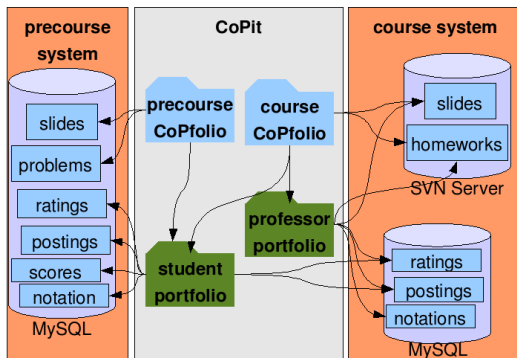 precourse
system
slides
problems
ratings
postings
scores
notation
MySQL
CoPit
precourse
CoPfolio
course
CoPfolio
professor
portfolio
student
portfolio
course system
slides
homeworks
SVN Server
ratings
postings
notations
MySQL